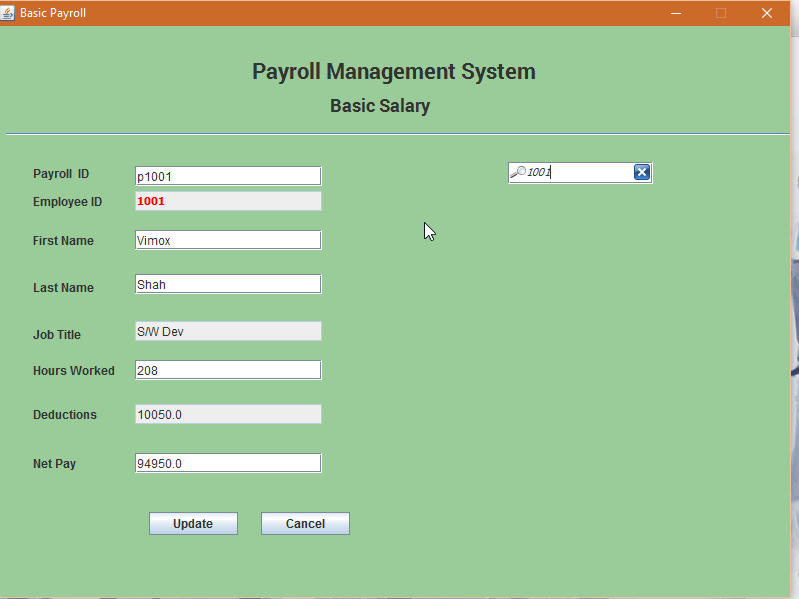 Basic Payroll
Payroll Management System
Basic Salary
Payroll ID p1001
1001
Employee ID 1001
First Name Vimox
Last Name Shah
Job Title S/W Dev
Hours Worked 208
Deductions 10050.0
Net Pay 94950.0
Update Cancel